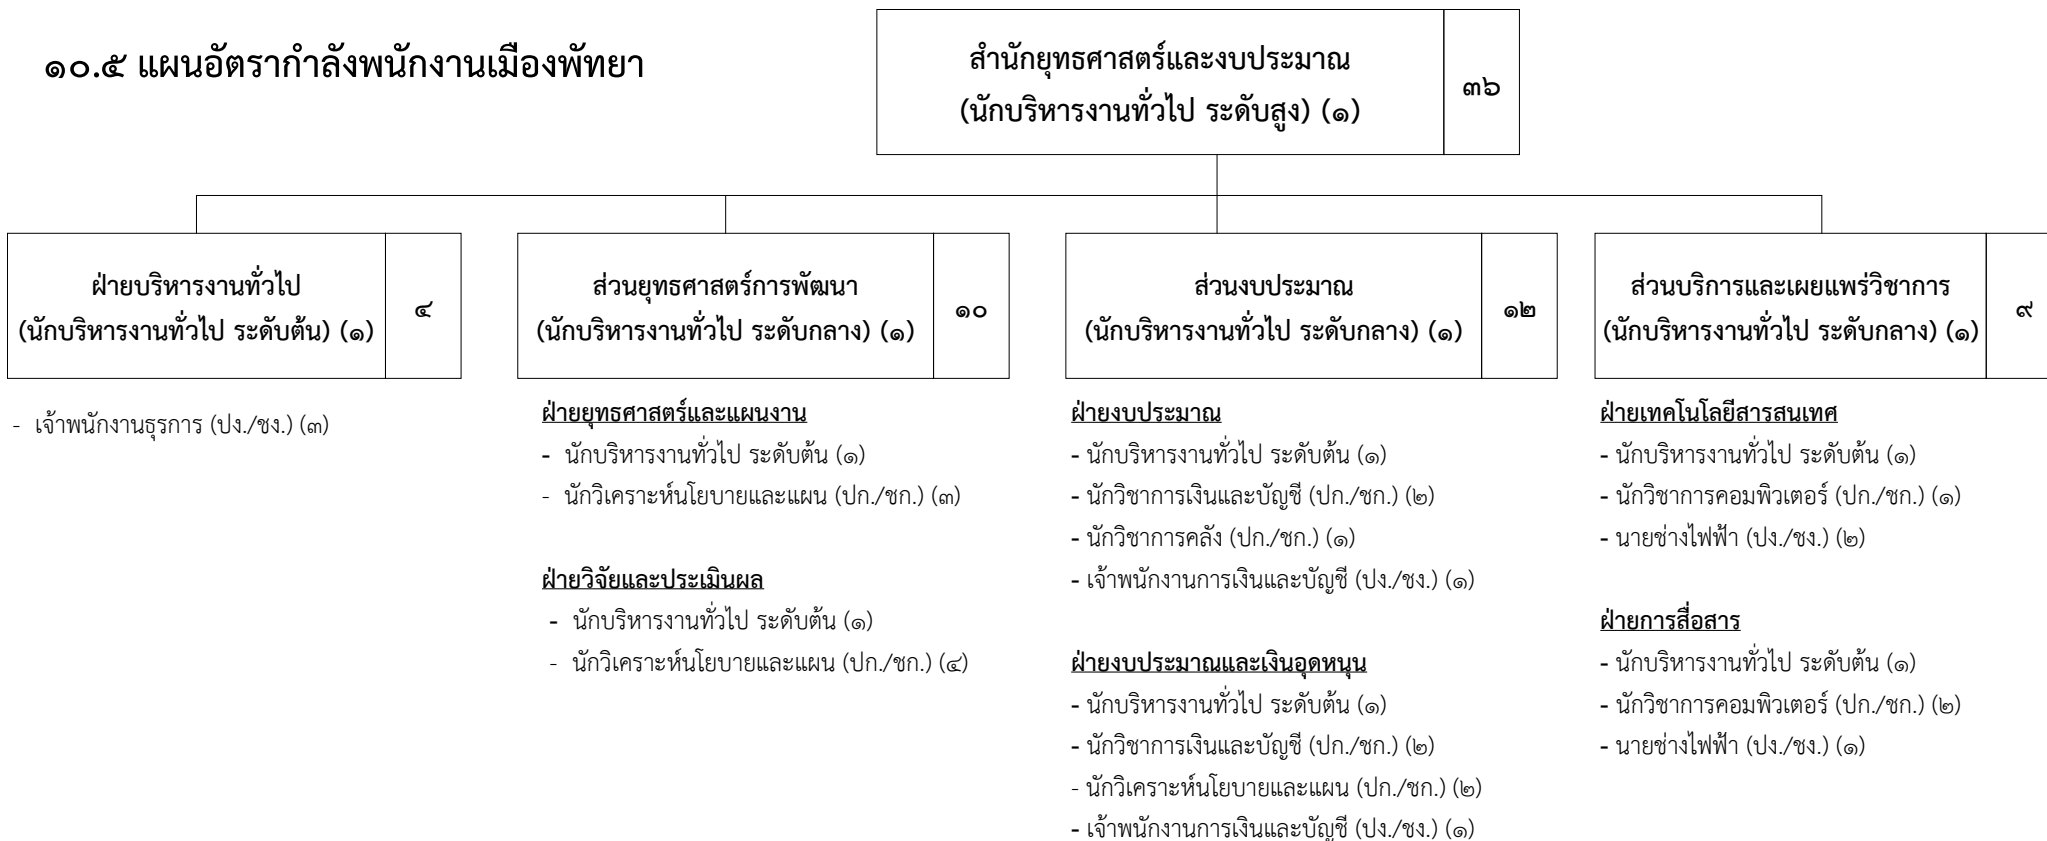 ๑๐.๕ แผนอัตรากำลังพนักงานเมืองพัทยา
สำนักยุทธศาสตร์และงบประมาณ
(นักบริหารงานทั่วไป ระดับสูง) (๑)
๓๖
ฝ่ายบริหารงานทั่วไป
(นักบริหารงานทั่วไป ระดับต้น) (๑)
๔
- เจ้าพนักงานธุรการ (ปง./ชง.) (๓)
ส่วนยุทธศาสตร์การพัฒนา
(นักบริหารงานทั่วไป ระดับกลาง) (๑)
๑๐
ฝ่ายยุทธศาสตร์และแผนงาน
- นักบริหารงานทั่วไป ระดับต้น (๑)
- นักวิเคราะห์นโยบายและแผน (ปก./ชก.) (๓)
ฝ่ายวิจัยและประเมินผล
- นักบริหารงานทั่วไป ระดับต้น (๑)
- นักวิเคราะห์นโยบายและแผน (ปก./ชก.) (๔)
ส่วนงบประมาณ
(นักบริหารงานทั่วไป ระดับกลาง) (๑)
๑๒
ฝ่ายงบประมาณ
- นักบริหารงานทั่วไป ระดับต้น (๑)
- นักวิชาการเงินและบัญชี (ปก./ชก.) (๒)
- นักวิชาการคลัง (ปก./ชก.) (๑)
- เจ้าพนักงานการเงินและบัญชี (ปง./ชง.) (๑)
ฝ่ายงบประมาณและเงินอุดหนุน
- นักบริหารงานทั่วไป ระดับต้น (๑)
- นักวิชาการเงินและบัญชี (ปก./ชก.) (๒)
- นักวิเคราะห์นโยบายและแผน (ปก./ชก.) (๒)
- เจ้าพนักงานการเงินและบัญชี (ปง./ชง.) (๑)
ส่วนบริการและเผยแพร่วิชาการ
(นักบริหารงานทั่วไป ระดับกลาง) (๑)
๙
ฝ่ายเทคโนโลยีสารสนเทศ
- นักบริหารงานทั่วไป ระดับต้น (๑)
- นักวิชาการคอมพิวเตอร์ (ปก./ชก.) (๑)
- นายช่างไฟฟ้า (ปง./ชง.) (๒)
ฝ่ายการสื่อสาร
- นักบริหารงานทั่วไป ระดับต้น (๑)
- นักวิชาการคอมพิวเตอร์ (ปก./ชก.) (๒)
- นายช่างไฟฟ้า (ปง./ชง.) (๑)